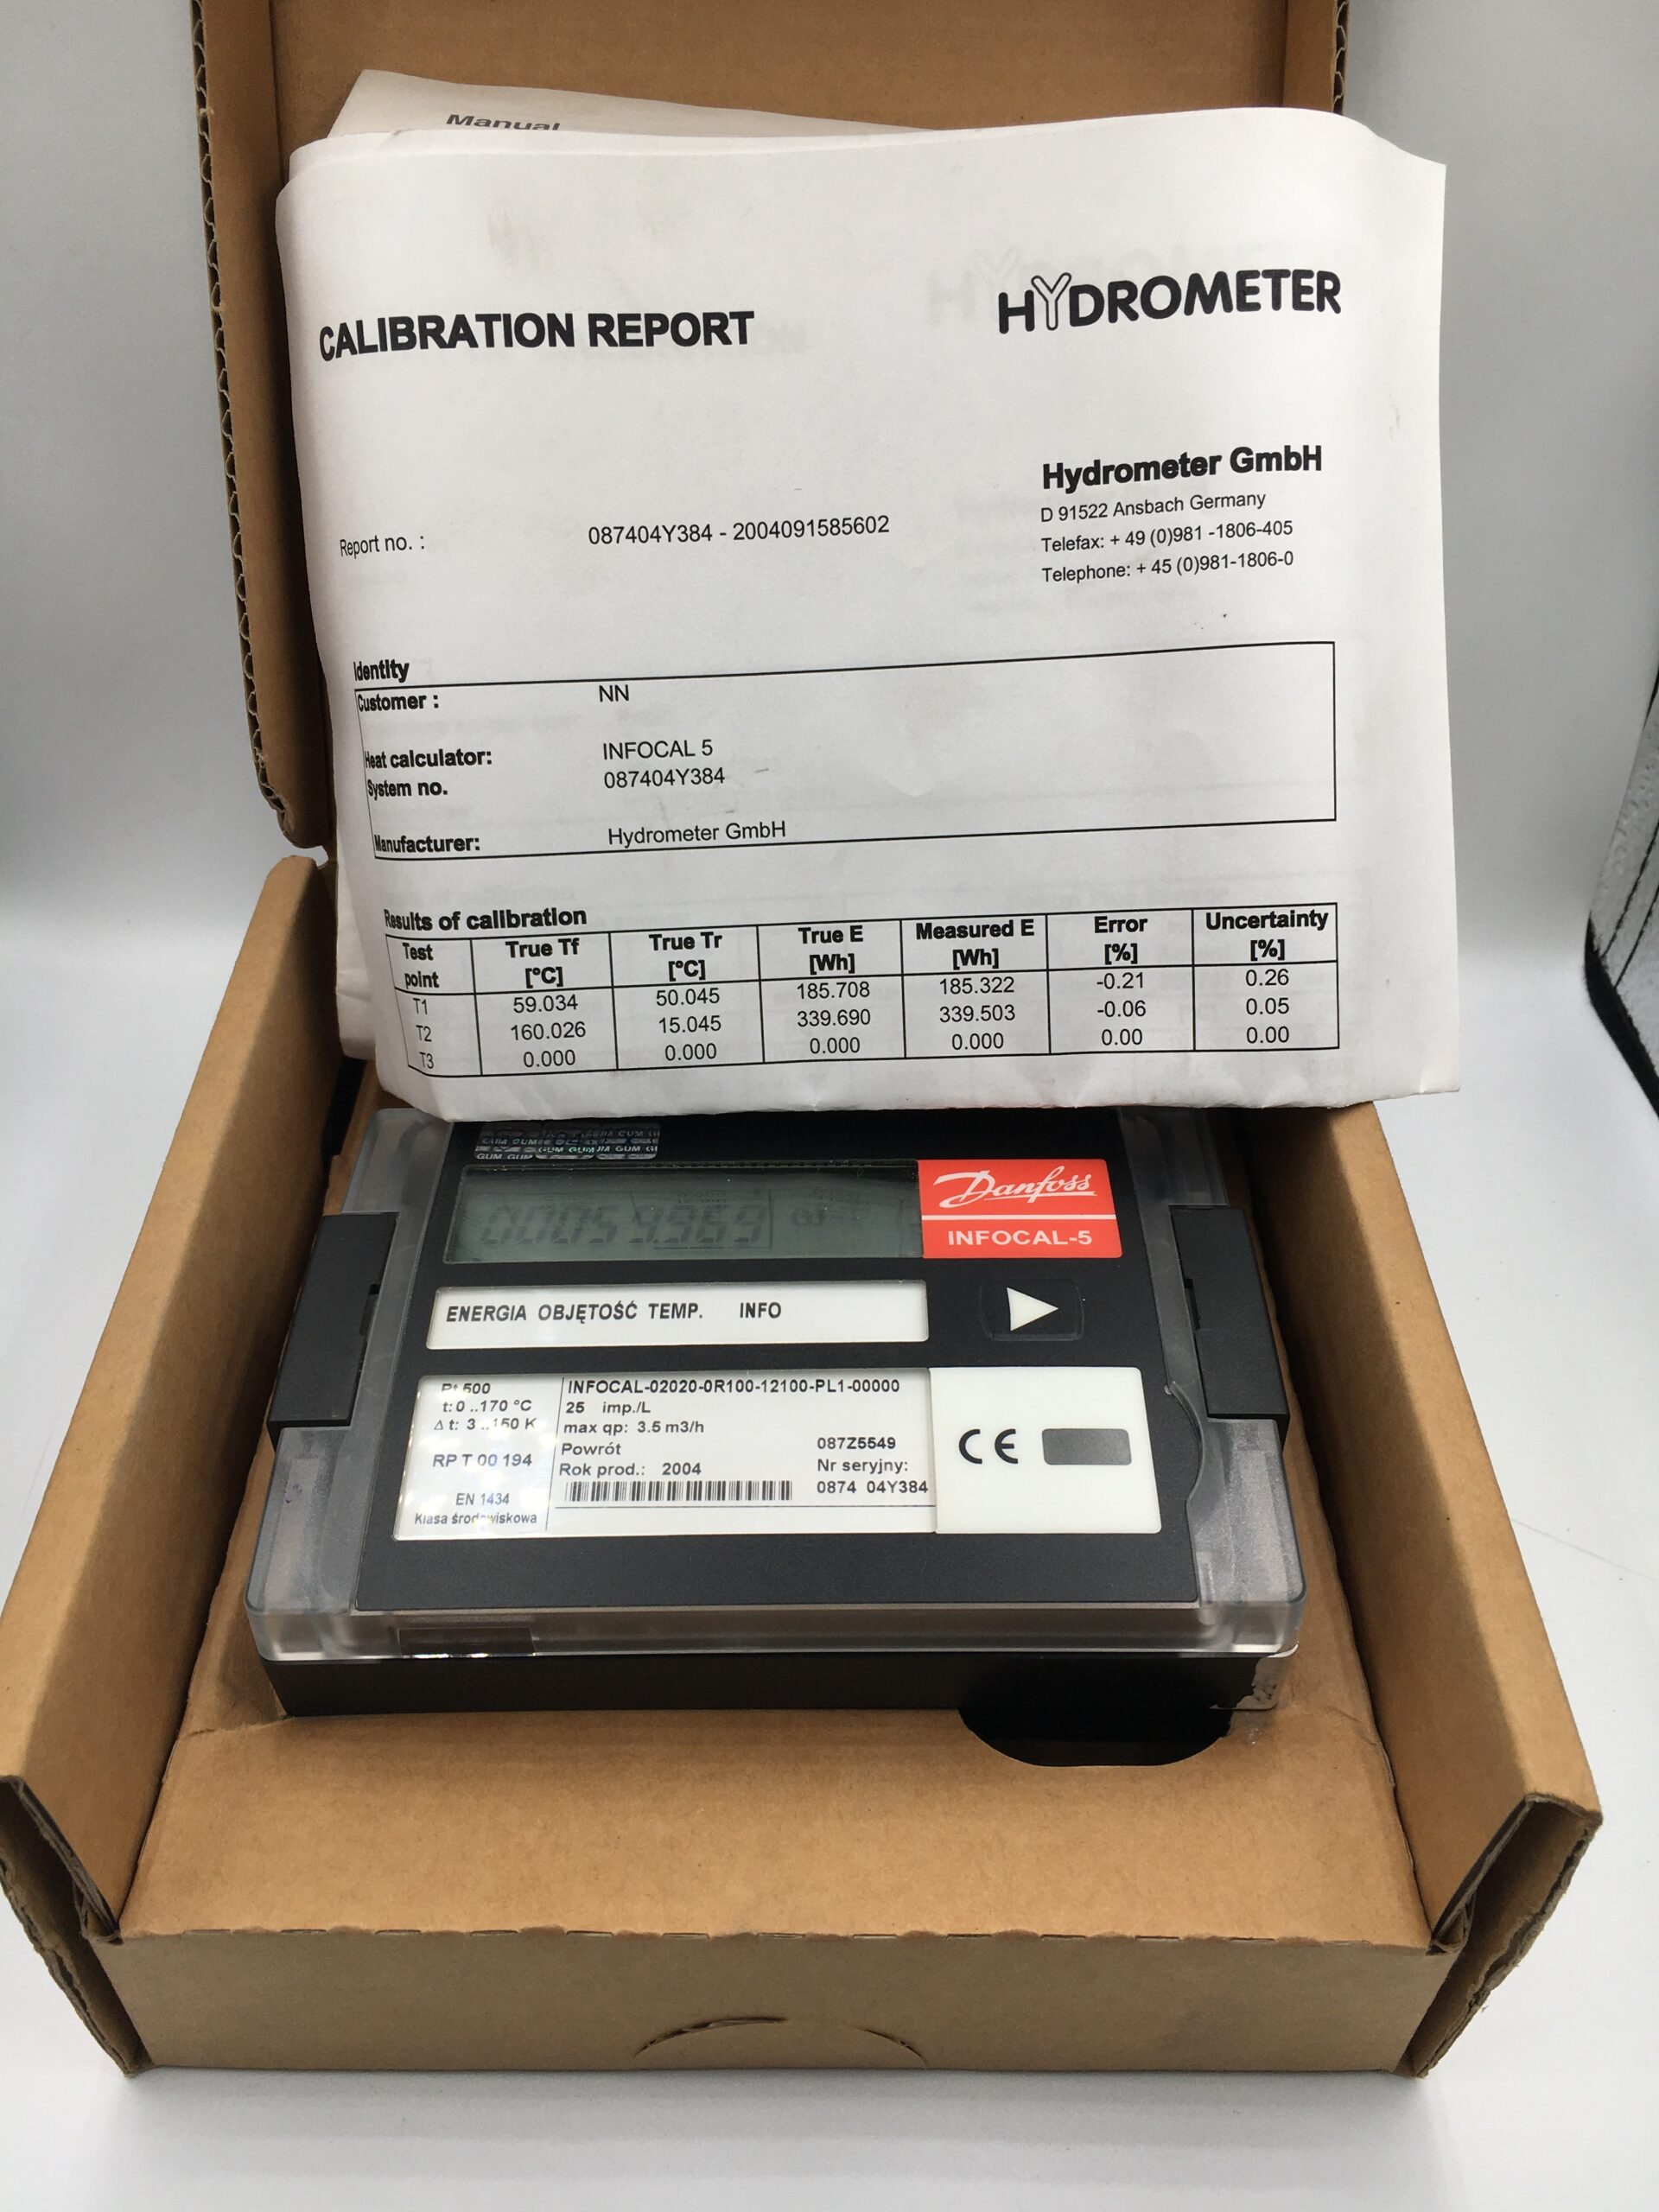 Manual
HYDROMETER
CALIBRATION REPORT
Hydrometer GmbH
D 91522 Ansbach Germany
Telefax: + 49 (0)981 -1806-405
Telephone: + 45 (0)981-1806-0
Report no. : 087404Y384 - 2004091585602
Identity
Customer : NN
Heat calculator: INFOCAL 5
System no. 087404Y384
Manufacturer: Hydrometer GmbH
Results of calibration
Test point True Tf [°C] True Tr [°C] True E [Wh] Measured E [Wh] Error [%] Uncertainty [%]
T1 59.034 50.045 185.708 185.322 -0.21 0.26
T2 160.026 15.045 339.690 339.503 -0.06 0.05
T3 0.000 0.000 0.000 0.000 0.00 0.00
GUM GUM GUM GUM
Danfoss
INFOCAL-5
ENERGIA OBJĘTOŚĆ TEMP. INFO
Pt 500
t: 0 ..170 °C
Δ t: 3 ..150 K
RP T 00 194
EN 1434
Klasa środowiskowa
INFOCAL-02020-0R100-12100-PL1-00000
25 imp./L
max qp: 3.5 m3/h
Powrót 087Z5549
Rok prod.: 2004 Nr seryjny:
0874 04Y384
CE